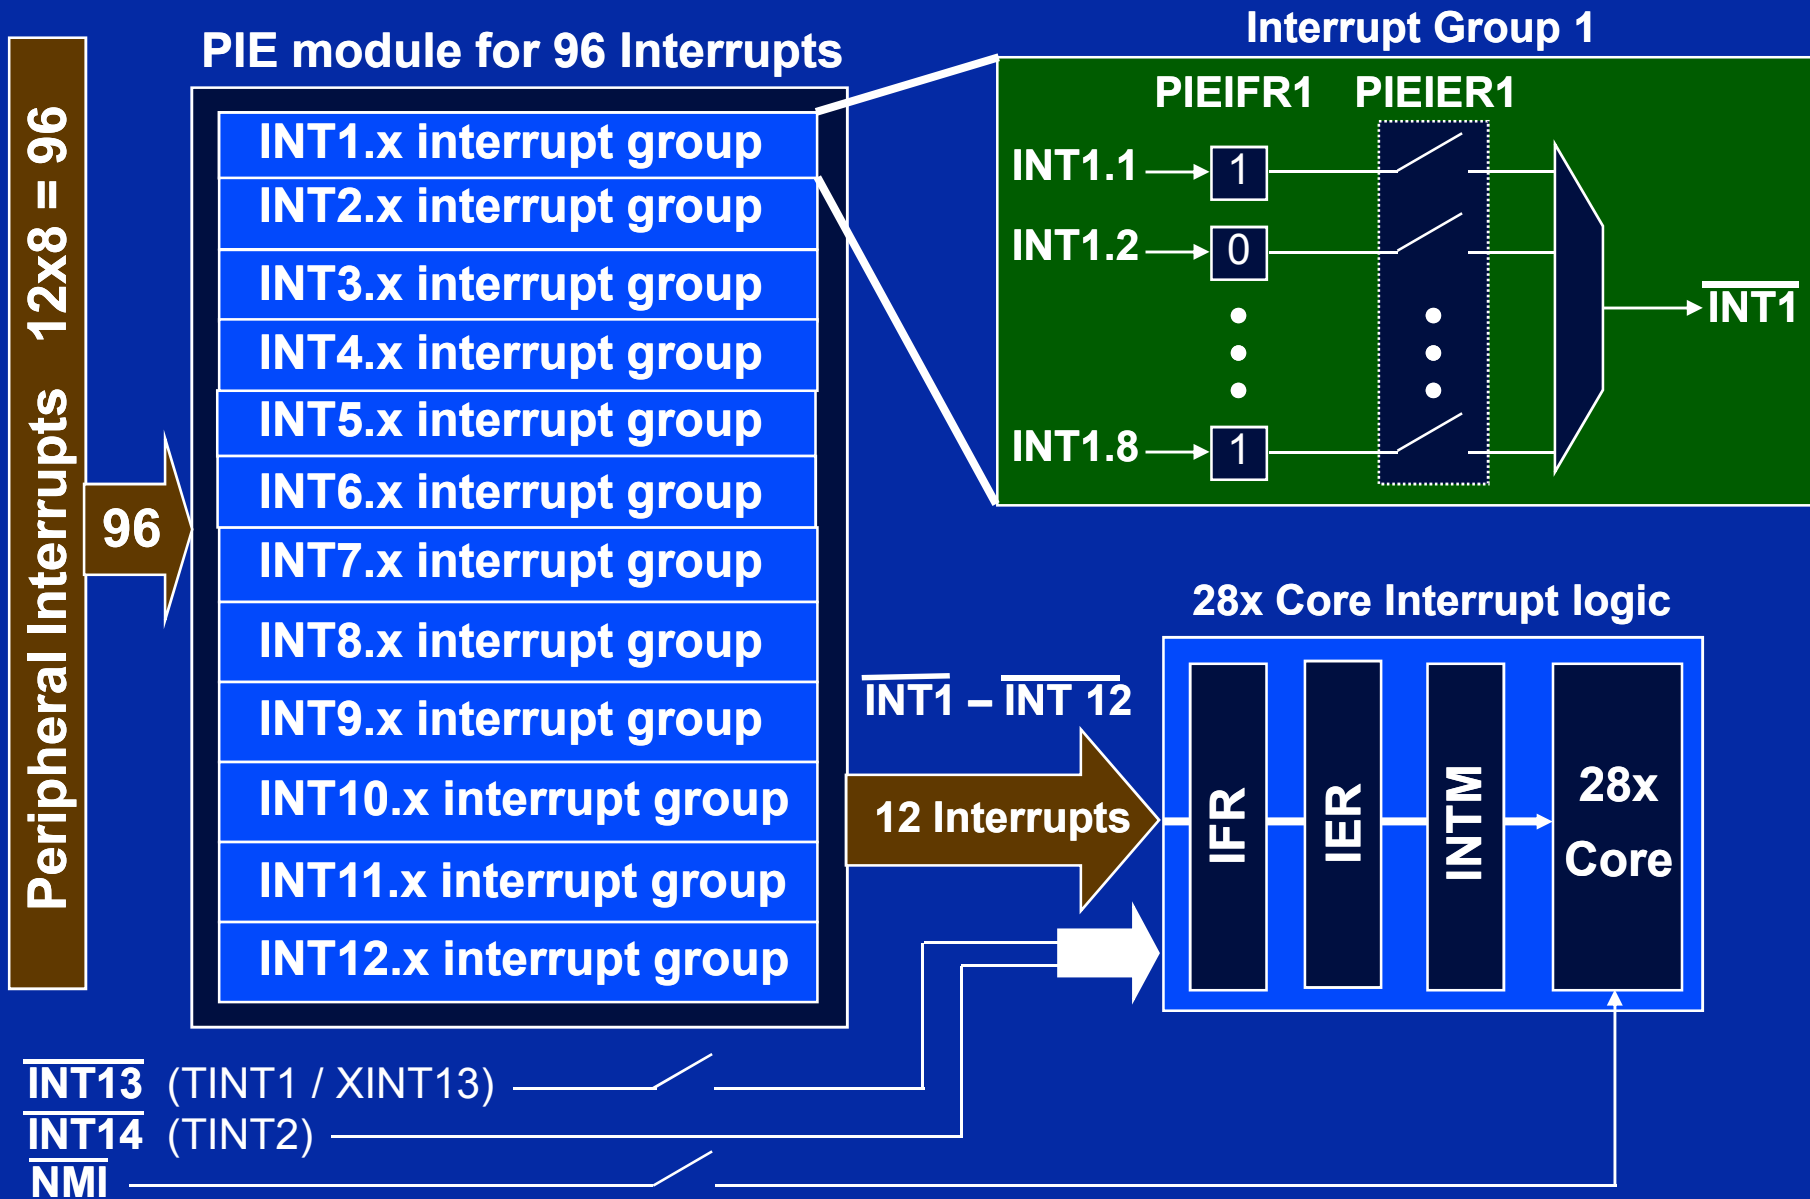 PIE module for 96 Interrupts
Peripheral Interrupts 12x8 = 96
96
INT1.x interrupt group
INT2.x interrupt group
INT3.x interrupt group
INT4.x interrupt group
INT5.x interrupt group
INT6.x interrupt group
INT7.x interrupt group
INT8.x interrupt group
INT9.x interrupt group
INT10.x interrupt group
INT11.x interrupt group
INT12.x interrupt group
Interrupt Group 1
PIEIFR1 PIEIER1
INT1.1 1
INT1.2 0
INT1.8 1
INT1
28x Core Interrupt logic
INT1 – INT 12
12 Interrupts
IFR
IER
INTM
28x
Core
INT13 (TINT1 / XINT13)
INT14 (TINT2)
NMI